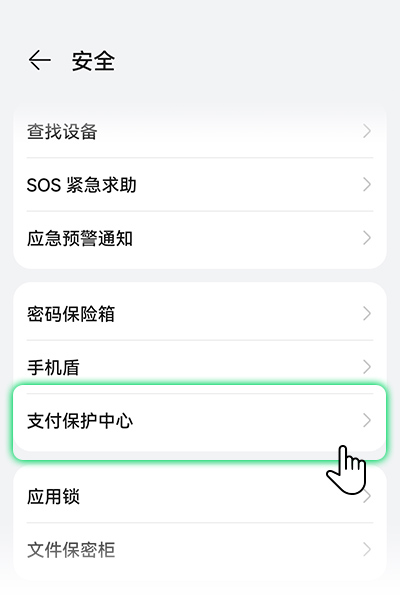 安全
查找设备
SOS 紧急求助
应急预警通知
密码保险箱
手机盾
支付保护中心
应用锁
文件保密柜